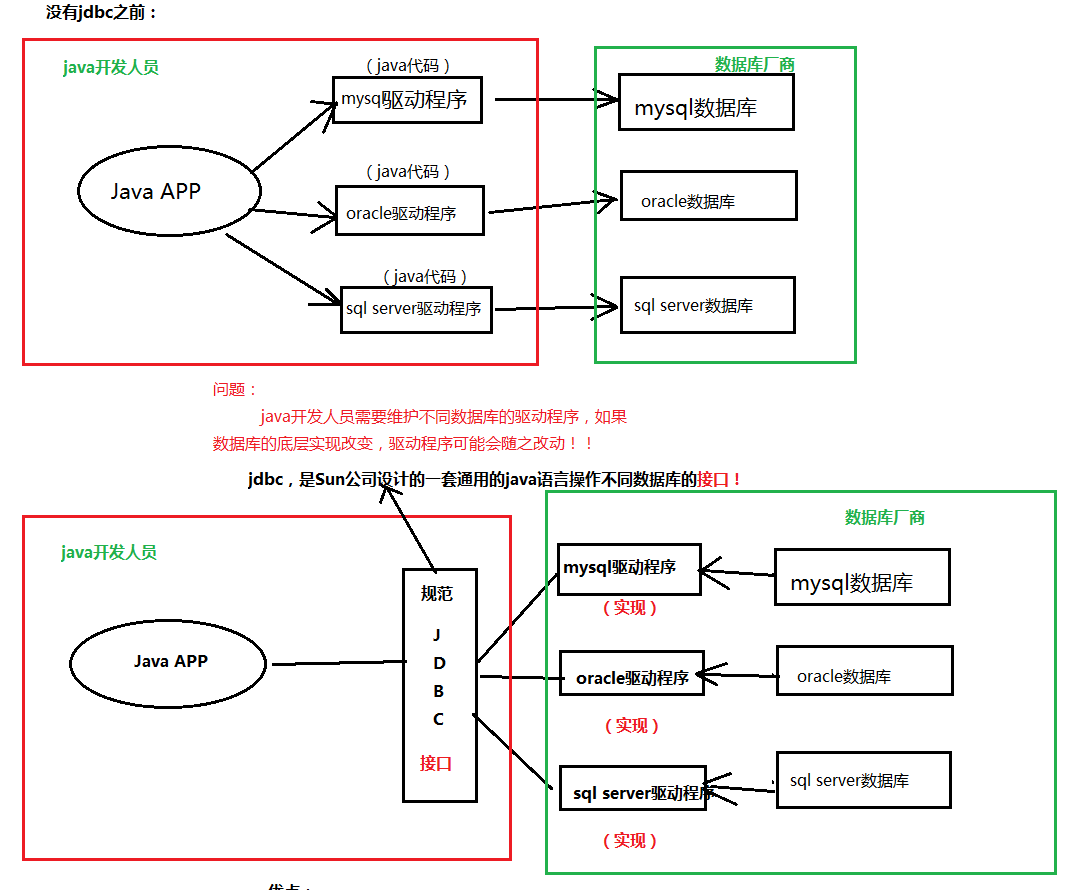 没有jdbc之前：
java开发人员
数据库厂商
（java代码）
mysql驱动程序
mysql数据库
Java APP
（java代码）
oracle驱动程序
oracle数据库
（java代码）
sql server驱动程序
sql server数据库
问题：
java开发人员需要维护不同数据库的驱动程序，如果
数据库的底层实现改变，驱动程序可能会随之改动！！
jdbc，是Sun公司设计的一套通用的java语言操作不同数据库的接口！
java开发人员
数据库厂商
规范
J
D
B
C
接口
Java APP
mysql驱动程序
（实现）
mysql数据库
oracle驱动程序
（实现）
oracle数据库
sql server驱动程序
（实现）
sql server数据库